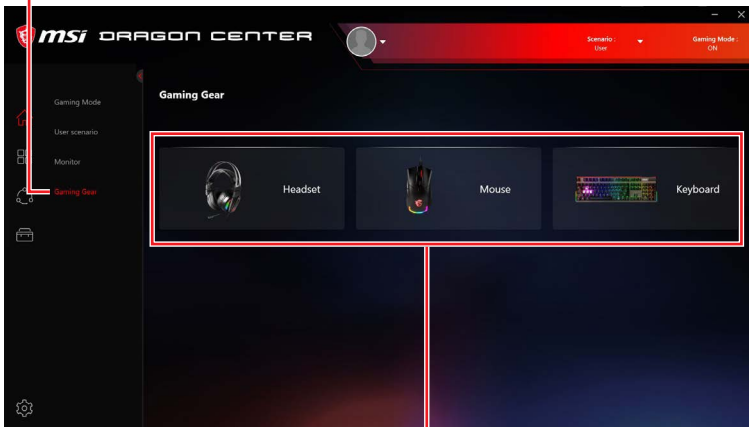 msi DRAGON CENTER
Scenario :
User
Gaming Mode :
ON
Gaming Mode
User scenario
Monitor
Gaming Gear
Gaming Gear
Headset
Mouse
Keyboard